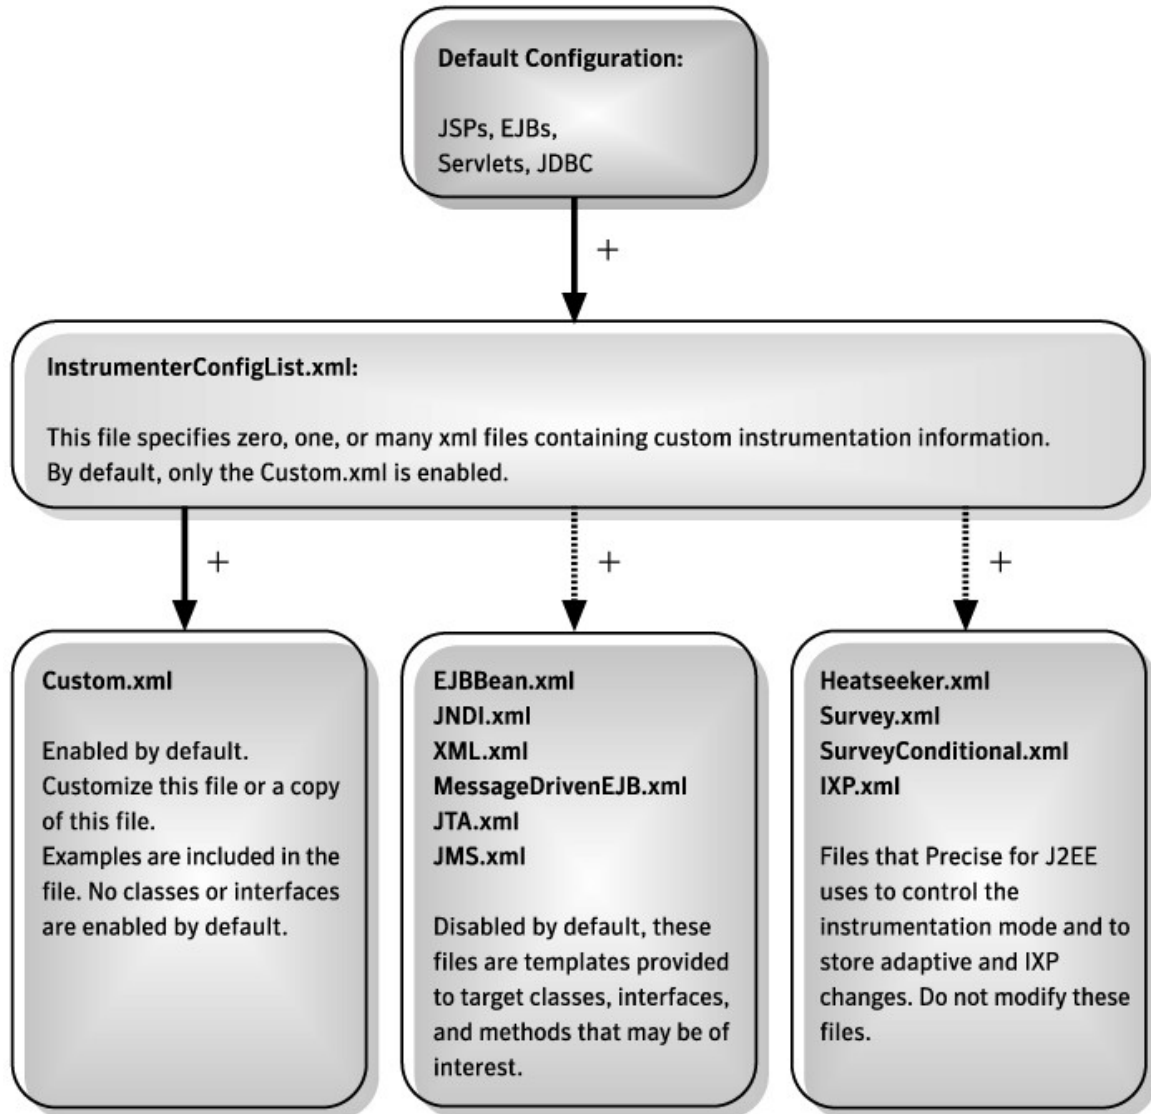 Default Configuration:
JSPs, EJBs,
Servlets, JDBC
+
InstrumenterConfigList.xml:
This file specifies zero, one, or many xml files containing custom instrumentation information.
By default, only the Custom.xml is enabled.
+
+
+
Custom.xml
Enabled by default.
Customize this file or a copy
of this file.
Examples are included in the
file. No classes or interfaces
are enabled by default.
EJBBean.xml
JNDI.xml
XML.xml
MessageDrivenEJB.xml
JTA.xml
JMS.xml
Disabled by default, these
files are templates provided
to target classes, interfaces,
and methods that may be of
interest.
Heatseeker.xml
Survey.xml
SurveyConditional.xml
IXP.xml
Files that Precise for J2EE
uses to control the
instrumentation mode and to
store adaptive and IXP
changes. Do not modify these
files.